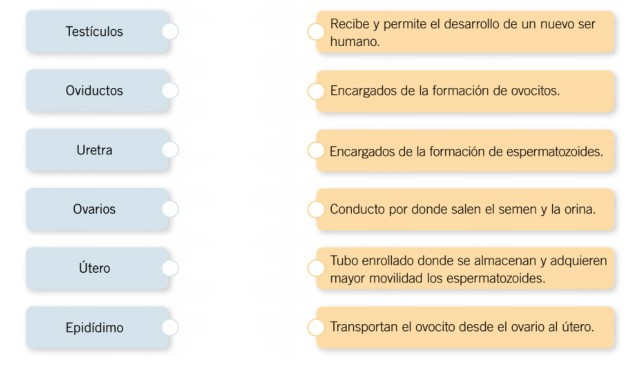 Testículos
Recibe y permite el desarrollo de un nuevo ser
humano.
Oviductos
Encargados de la formación de ovocitos.
Uretra
Encargados de la formación de espermatozoides.
Ovarios
Conducto por donde salen el semen y la orina.
Útero
Tubo enrollado donde se almacenan y adquieren
mayor movilidad los espermatozoides.
Epidídimo
Transportan el ovocito desde el ovario al útero.